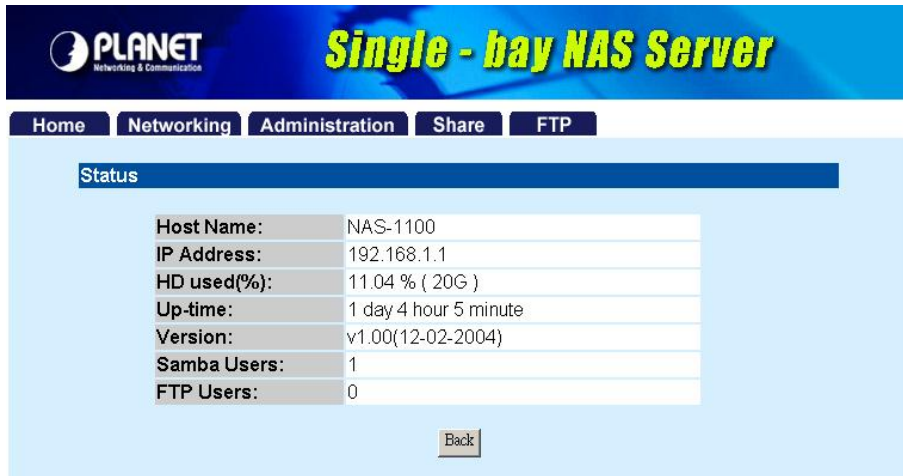 PLANET
Networking & Communication
Single - bay NAS Server
Home Networking Administration Share FTP
Status
Host Name: NAS-1100
IP Address: 192.168.1.1
HD used(%): 11.04 % ( 20G )
Up-time: 1 day 4 hour 5 minute
Version: v1.00(12-02-2004)
Samba Users: 1
FTP Users: 0
Back